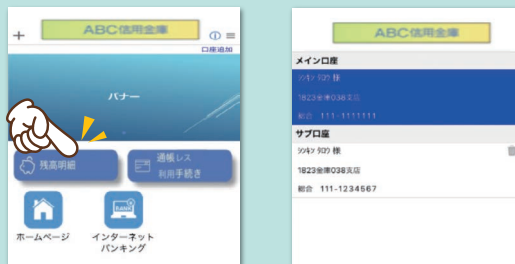 ABC信用金庫
口座追加
バナー
残高明細
通帳レス
利用手続き
ホームページ
インターネット
バンキング
ABC信用金庫
メイン口座
ｼﾝｷﾝ ﾀﾛｳ 様
1823金庫038支店
総合 111-1111111
サブ口座
ｼﾝｷﾝ ﾀﾛｳ 様
1823金庫038支店
総合 111-1234567